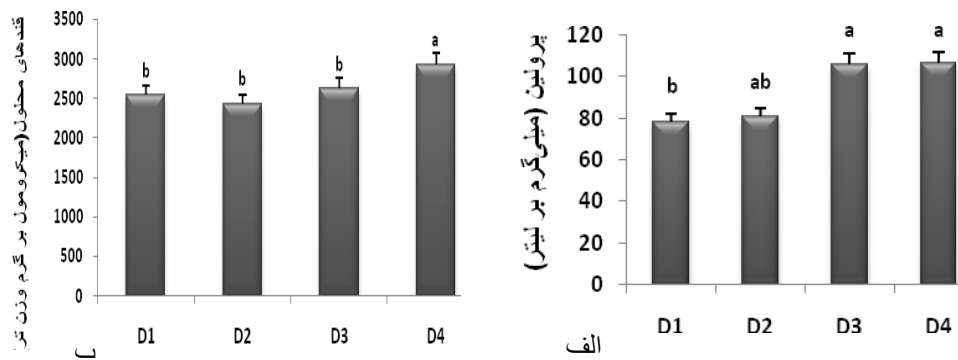 قندهای محلول(میکرومول بر گرم وزن تر)
3500
3000
2500
2000
1500
1000
500
0
b
b
b
a
D1
D2
D3
D4
پرولین (میلی‌گرم بر لیتر)
120
100
80
60
40
20
0
b
ab
a
a
D1
D2
D3
D4
الف